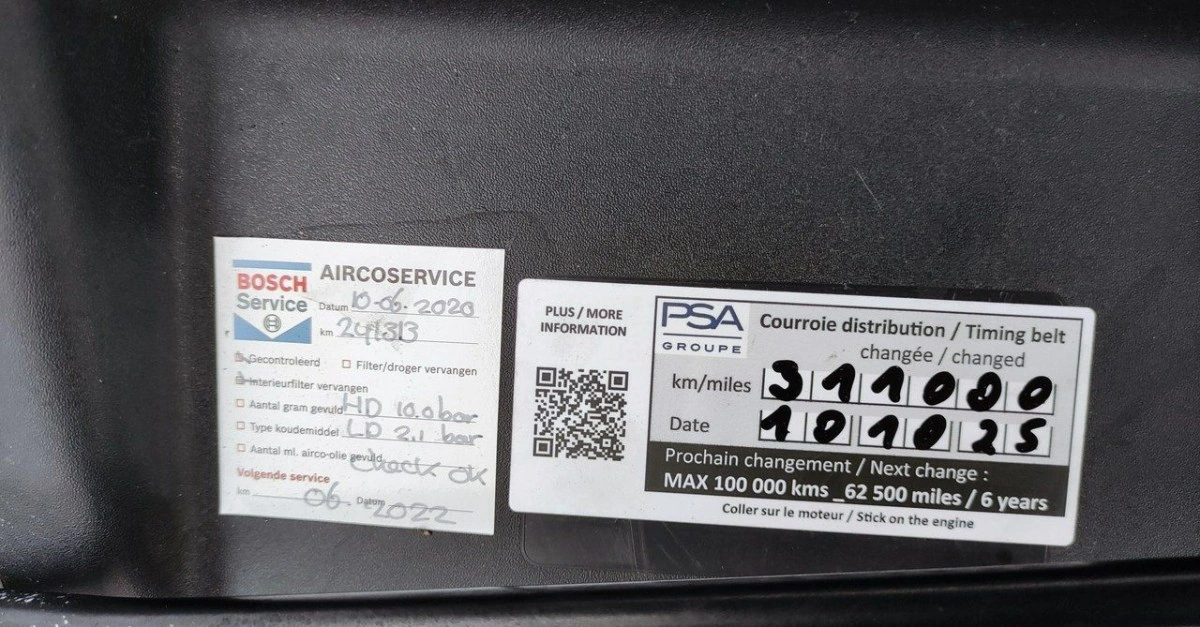 BOSCH
Service
AIRCOSERVICE
Datum 10-06-2020
km 241313
Gecontroleerd Filter/droger vervangen
Interieurfilter vervangen
Aantal gram gevuld HD 10.0 bar
Type koudemiddel LD 2.1 bar
Aantal ml. airco-olie gevuld check ok
Volgende service
km 06 Datum 2022
PLUS / MORE
INFORMATION
PSA
GROUPE
Courroie distribution / Timing belt
changée / changed
km/miles 311000
Date 10 10 25
Prochain changement / Next change :
MAX 100 000 kms _62 500 miles / 6 years
Coller sur le moteur / Stick on the engine